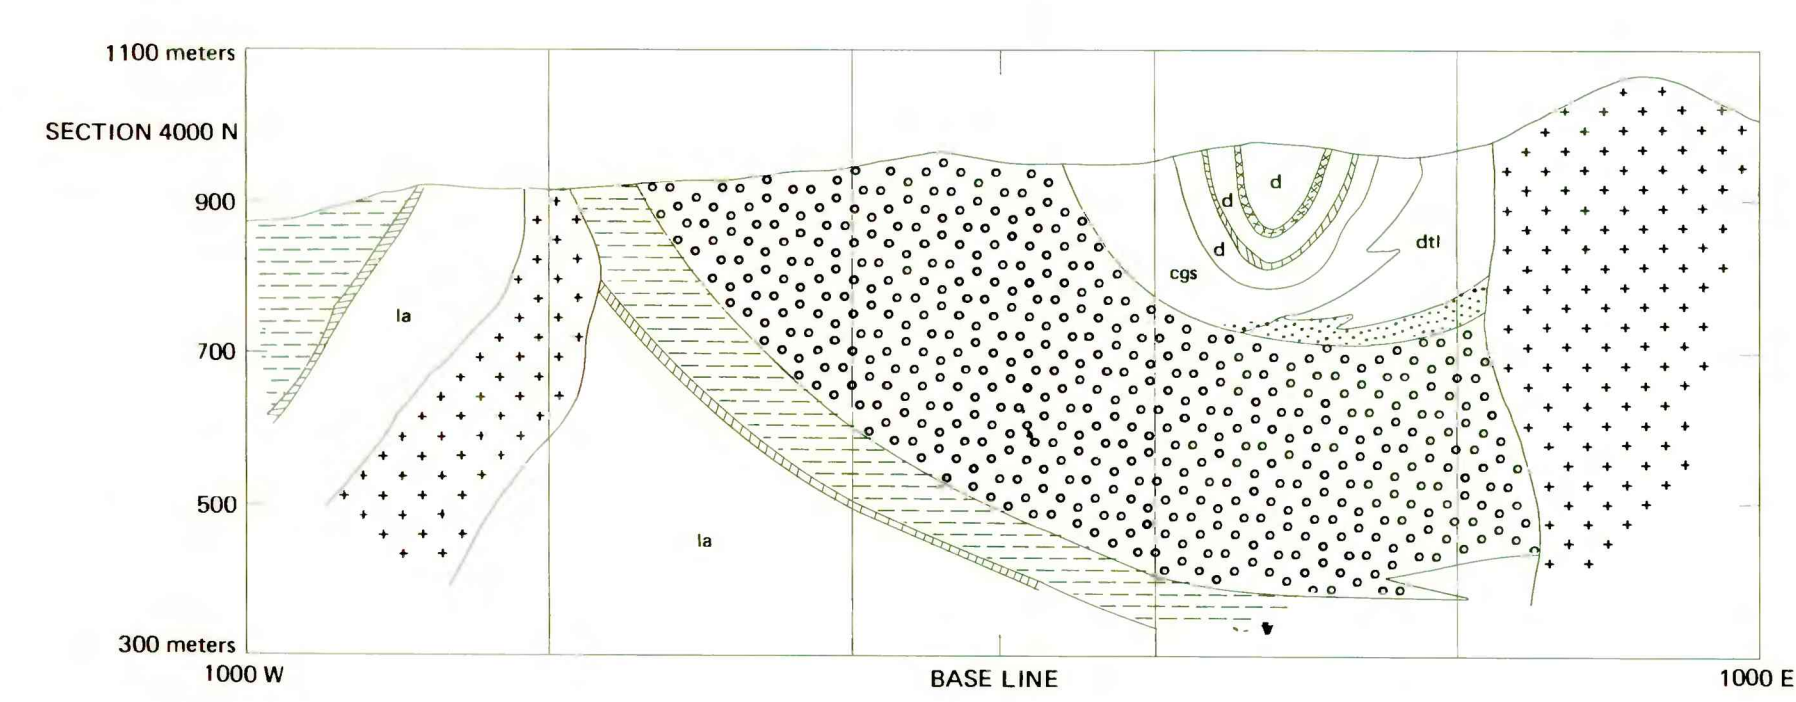 1100 meters
SECTION 4000 N
900
700
500
300 meters
1000 W
BASE LINE
1000 E
la
la
cgs
d
d
d
dtl